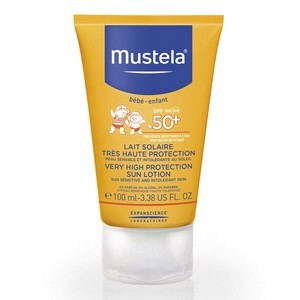 Mustela
bébé - enfant
50+
LAIT SOLAIRE
TRÈS HAUTE PROTECTION
PEAU SENSIBLE ET INTOLÉRANTE AU SOLEIL
VERY HIGH PROTECTION
SUN LOTION
SUN SENSITIVE AND INTOLERANT SKIN
e 100 ml - 3.38 US FL. OZ
EXPANSCIENCE
LABORATOIRES